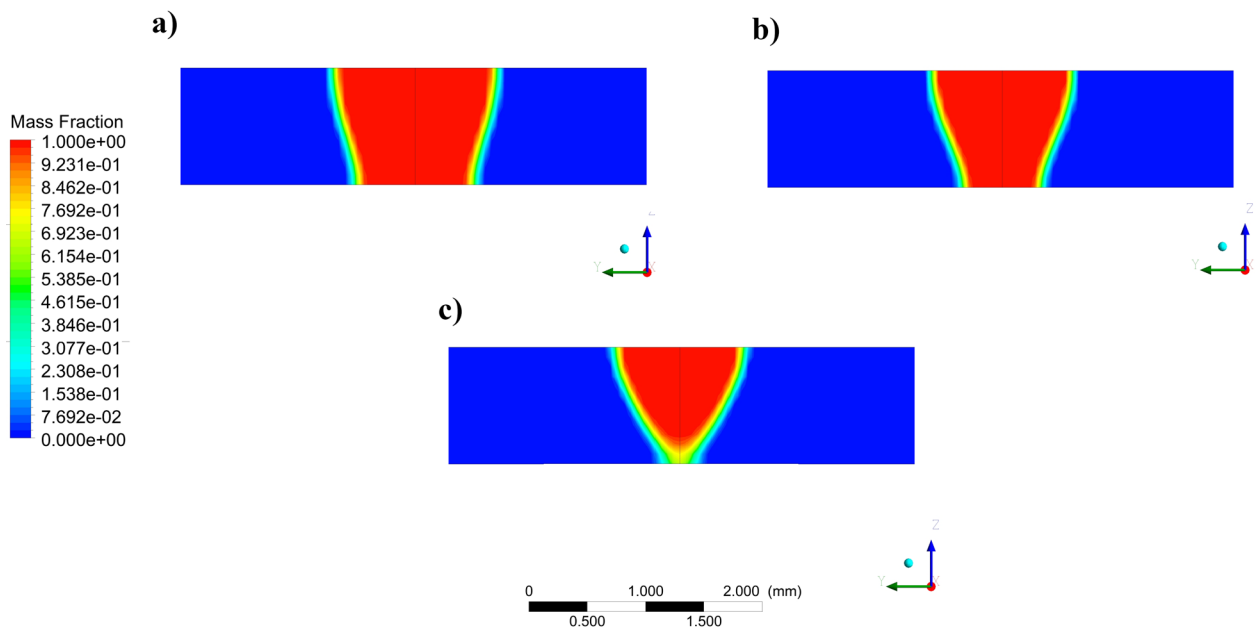 a)
b)
Mass Fraction
1.000e+00
9.231e-01
8.462e-01
7.692e-01
6.923e-01
6.154e-01
5.385e-01
4.615e-01
3.846e-01
3.077e-01
2.308e-01
1.538e-01
7.692e-02
0.000e+00
Z
Y
X
Z
Y
X
c)
Z
Y
X
0 1.000 2.000 (mm)
0.500 1.500